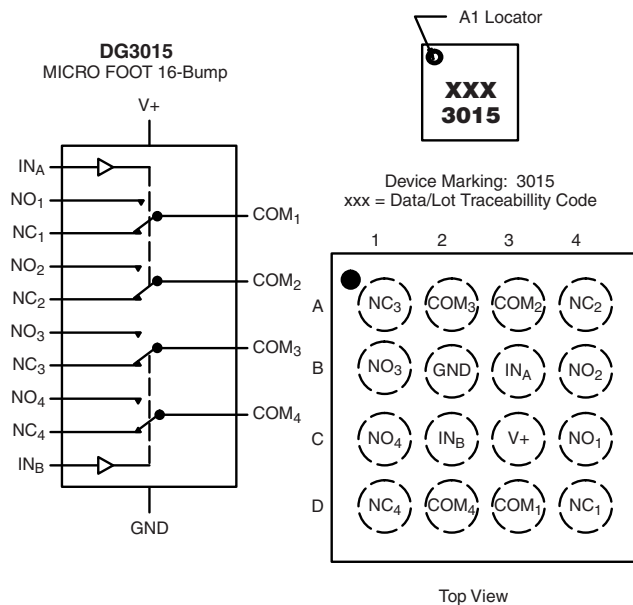 DG3015
MICRO FOOT 16-Bump
V+
INA
NO1
NC1
COM1
NO2
NC2
COM2
NO3
NC3
COM3
NO4
NC4
COM4
INB
GND
A1 Locator
XXX
3015
Device Marking: 3015
xxx = Data/Lot Traceabillity Code
1 2 3 4
A NC3 COM3 COM2 NC2
B NO3 GND INA NO2
C NO4 INB V+ NO1
D NC4 COM4 COM1 NC1
Top View